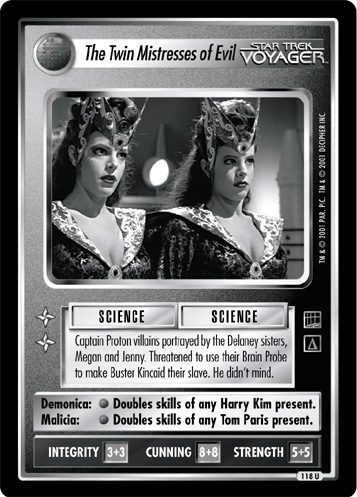 The Twin Mistresses of Evil
STAR TREK
VOYAGER™
TM & © 2001 PAR. PIC. TM & © 2001 DECIPHER INC.
SCIENCE SCIENCE
Captain Proton villains portrayed by the Delaney sisters,
Megan and Jenny. Threatened to use their Brain Probe
to make Buster Kincaid their slave. He didn't mind.
Demonica: Doubles skills of any Harry Kim present.
Malicia: Doubles skills of any Tom Paris present.
INTEGRITY 3+3 CUNNING 8+8 STRENGTH 5+5
118 U